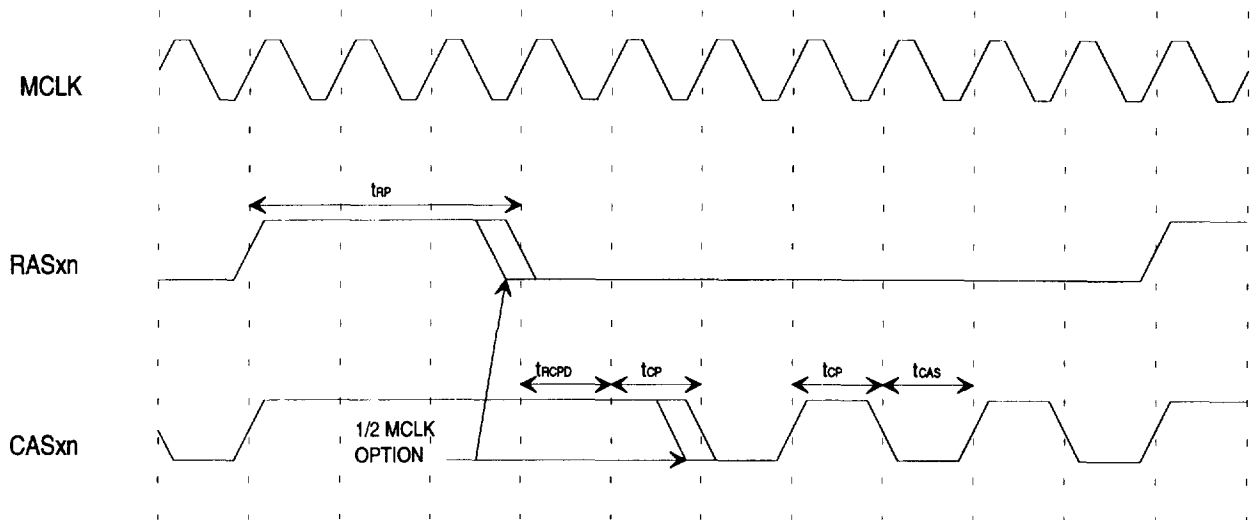 MCLK
tRP
RASxn
tRCPD
tCP
tCP
tCAS
CASxn
1/2 MCLK
OPTION